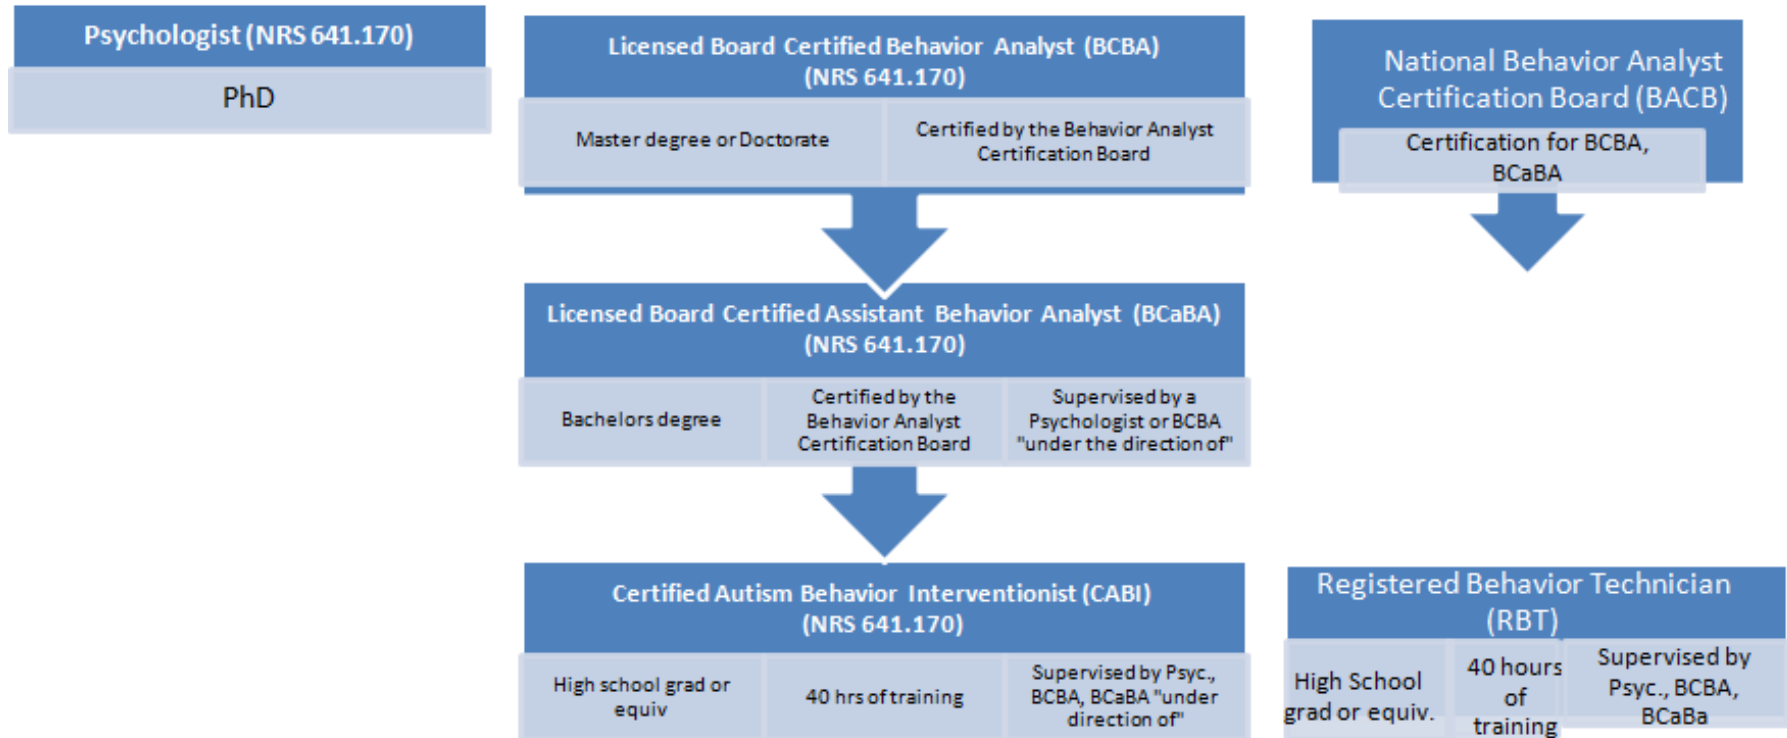 Psychologist (NRS 641.170)
PhD
Licensed Board Certified Behavior Analyst (BCBA)
(NRS 641.170)
Master degree or Doctorate
Certified by the Behavior Analyst
Certification Board
National Behavior Analyst
Certification Board (BACB)
Certification for BCBA,
BCaBA
Licensed Board Certified Assistant Behavior Analyst (BCaBA)
(NRS 641.170)
Bachelors degree
Certified by the
Behavior Analyst
Certification Board
Supervised by a
Psychologist or BCBA
"under the direction of"
Certified Autism Behavior Interventionist (CABI)
(NRS 641.170)
High school grad or
equiv
40 hrs of training
Supervised by Psyc.,
BCBA, BCaBA "under
direction of"
Registered Behavior Technician
(RBT)
High School
grad or equiv.
40 hours
of
training
Supervised by
Psyc., BCBA,
BCaBa